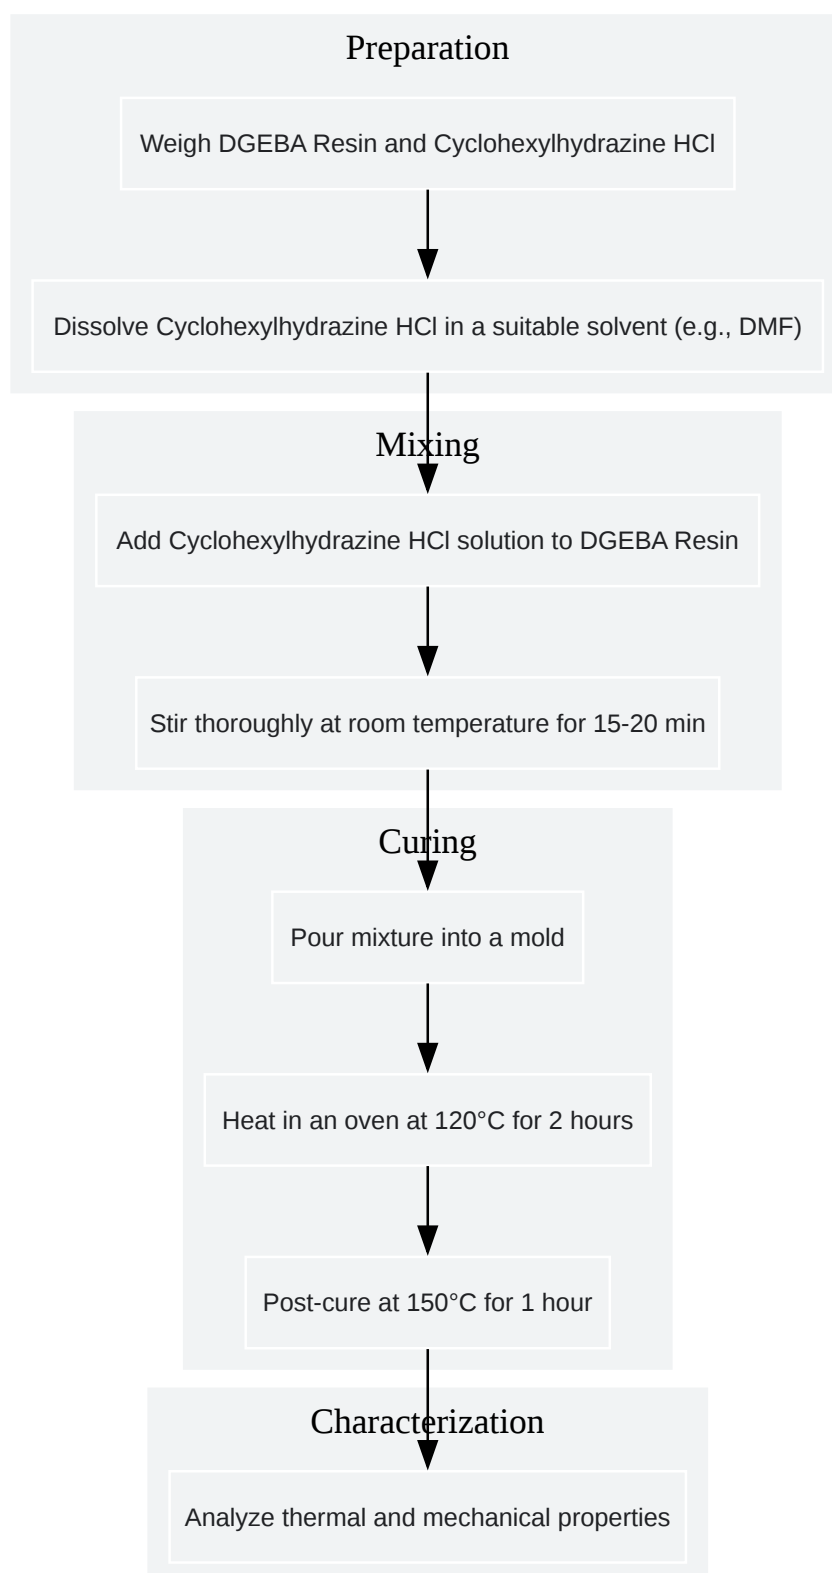 Preparation
Weigh DGEBA Resin and Cyclohexylhydrazine HCl
Dissolve Cyclohexylhydrazine HCl in a suitable solvent (e.g., DMF)
Mixing
Add Cyclohexylhydrazine HCl solution to DGEBA Resin
Stir thoroughly at room temperature for 15-20 min
Curing
Pour mixture into a mold
Heat in an oven at 120°C for 2 hours
Post-cure at 150°C for 1 hour
Characterization
Analyze thermal and mechanical properties